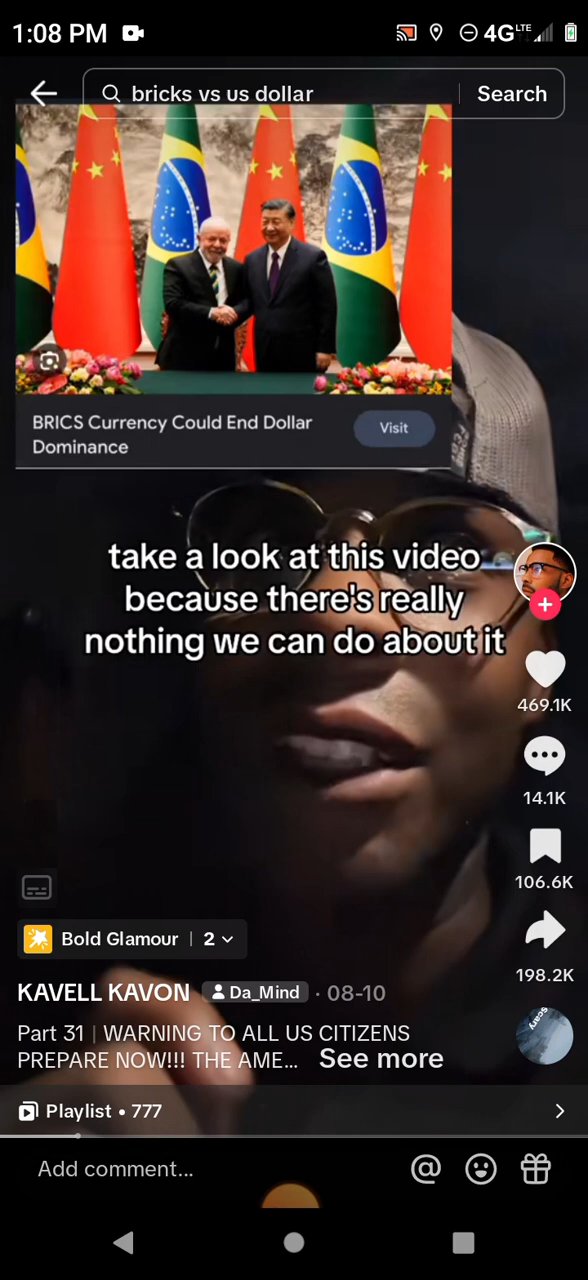 1:08 PM
4G LTE
bricks vs us dollar
Search
BRICS Currency Could End Dollar
Dominance
Visit
take a look at this video
because there's really
nothing we can do about it
469.1K
14.1K
106.6K
198.2K
Bold Glamour | 2
KAVELL KAVON Da_Mind · 08-10
scary
Part 31 | WARNING TO ALL US CITIZENS
PREPARE NOW!!! THE AME... See more
Playlist • 777
Add comment...